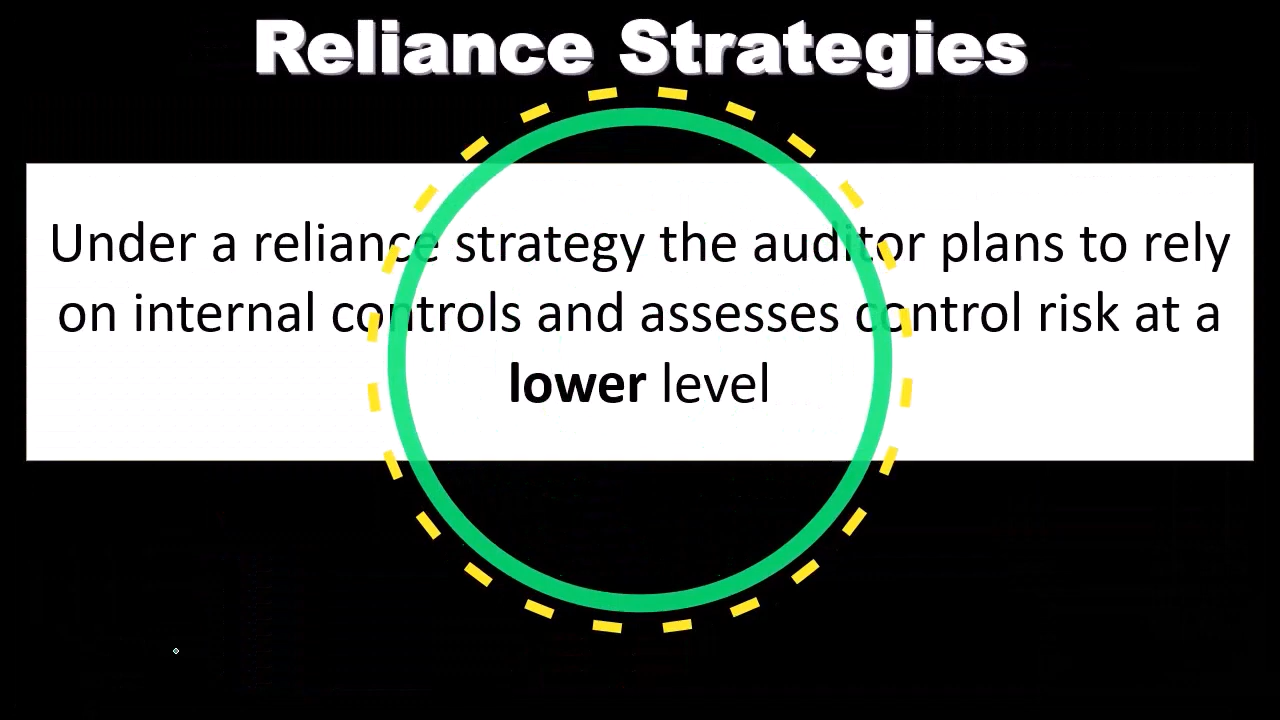 Reliance Strategies
Under a reliance strategy the auditor plans to rely
on internal controls and assesses control risk at a
lower level